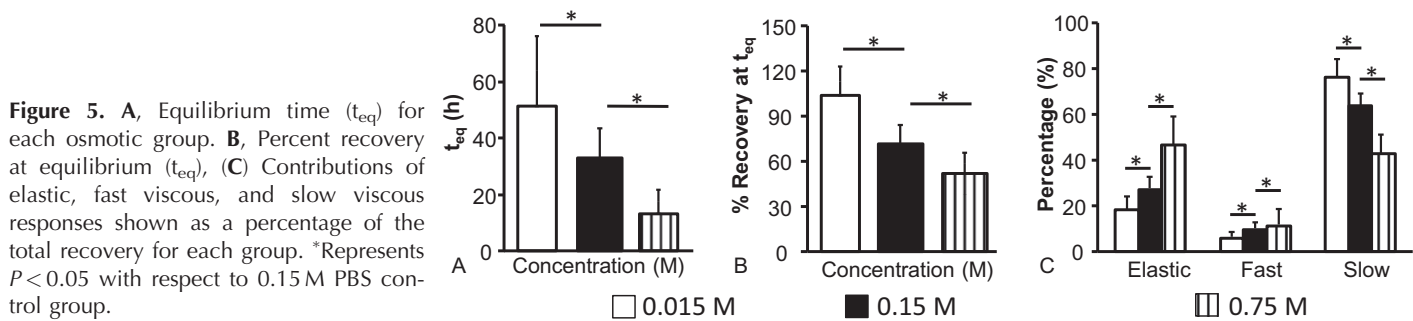 Figure 5. A, Equilibrium time (teq) for
each osmotic group. B, Percent recovery
at equilibrium (teq), (C) Contributions of
elastic, fast viscous, and slow viscous
responses shown as a percentage of the
total recovery for each group. *Represents
P < 0.05 with respect to 0.15 M PBS con-
trol group.
teq (h)
80
60
40
20
0
*
*
A
Concentration (M)
% Recovery at teq
150
120
90
60
30
0
*
*
B
Concentration (M)
Percentage (%)
100
80
60
40
20
0
*
*
*
*
*
*
C
Elastic Fast Slow
0.015 M 0.15 M 0.75 M